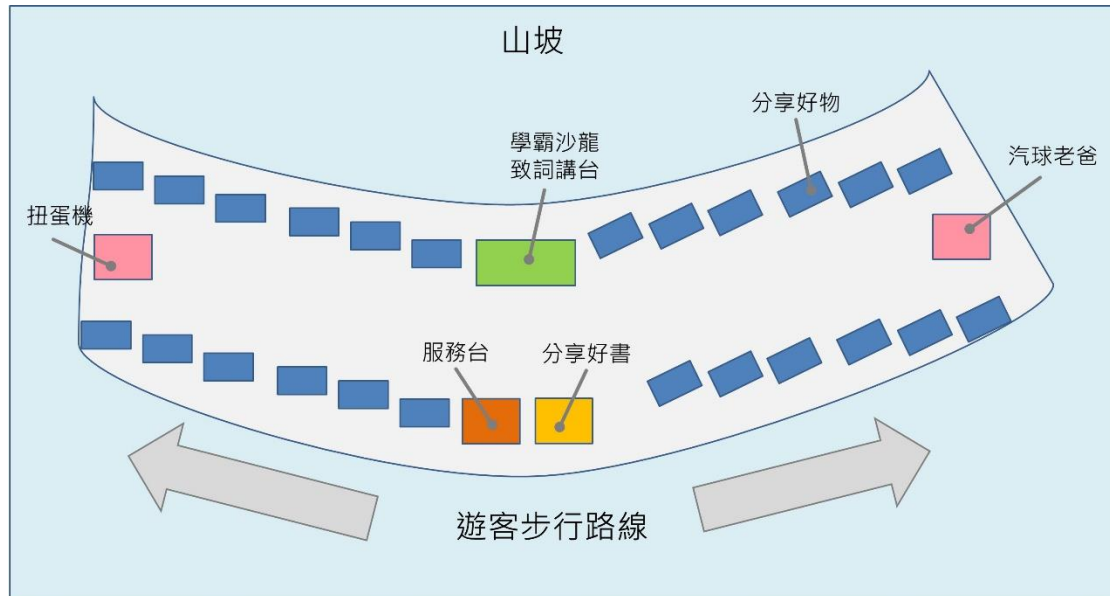 山坡
分享好物
學霸沙龍
致詞講台
汽球老爸
扭蛋機
服務台
分享好書
遊客步行路線